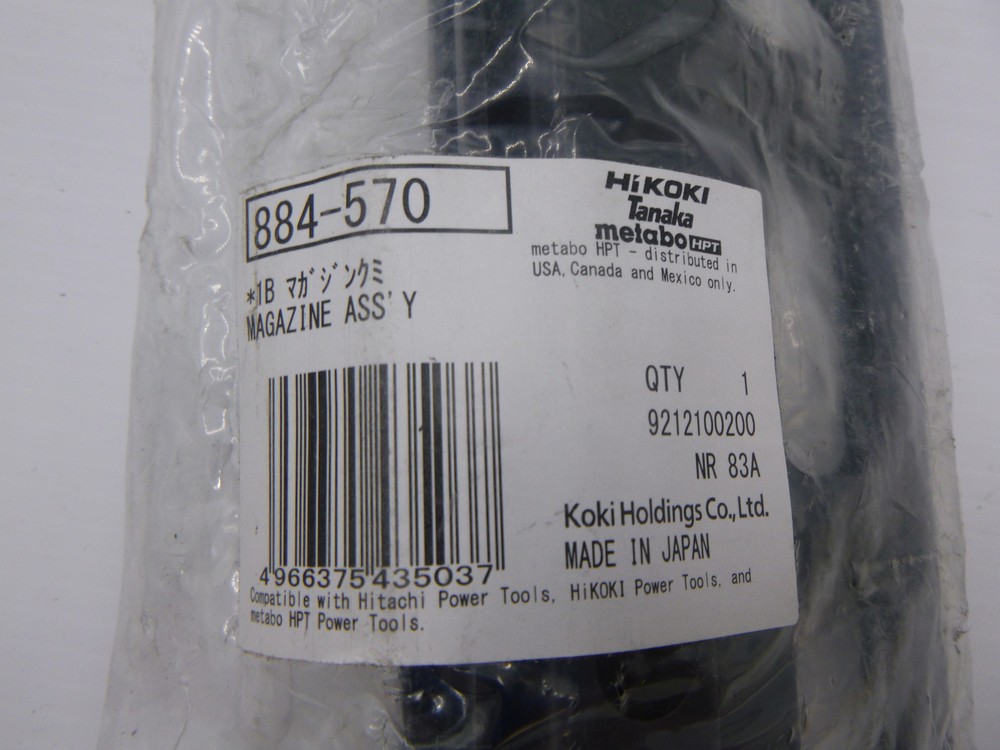 884-570
*1B マガジンクミ
MAGAZINE ASS'Y
HiKOKI
Tanaka
metabo HPT
metabo HPT - distributed in
USA, Canada and Mexico only.
QTY 1
9212100200
NR 83A
Koki Holdings Co., Ltd.
MADE IN JAPAN
4966375435037
Compatible with Hitachi Power Tools, HiKOKI Power Tools, and
metabo HPT Power Tools.